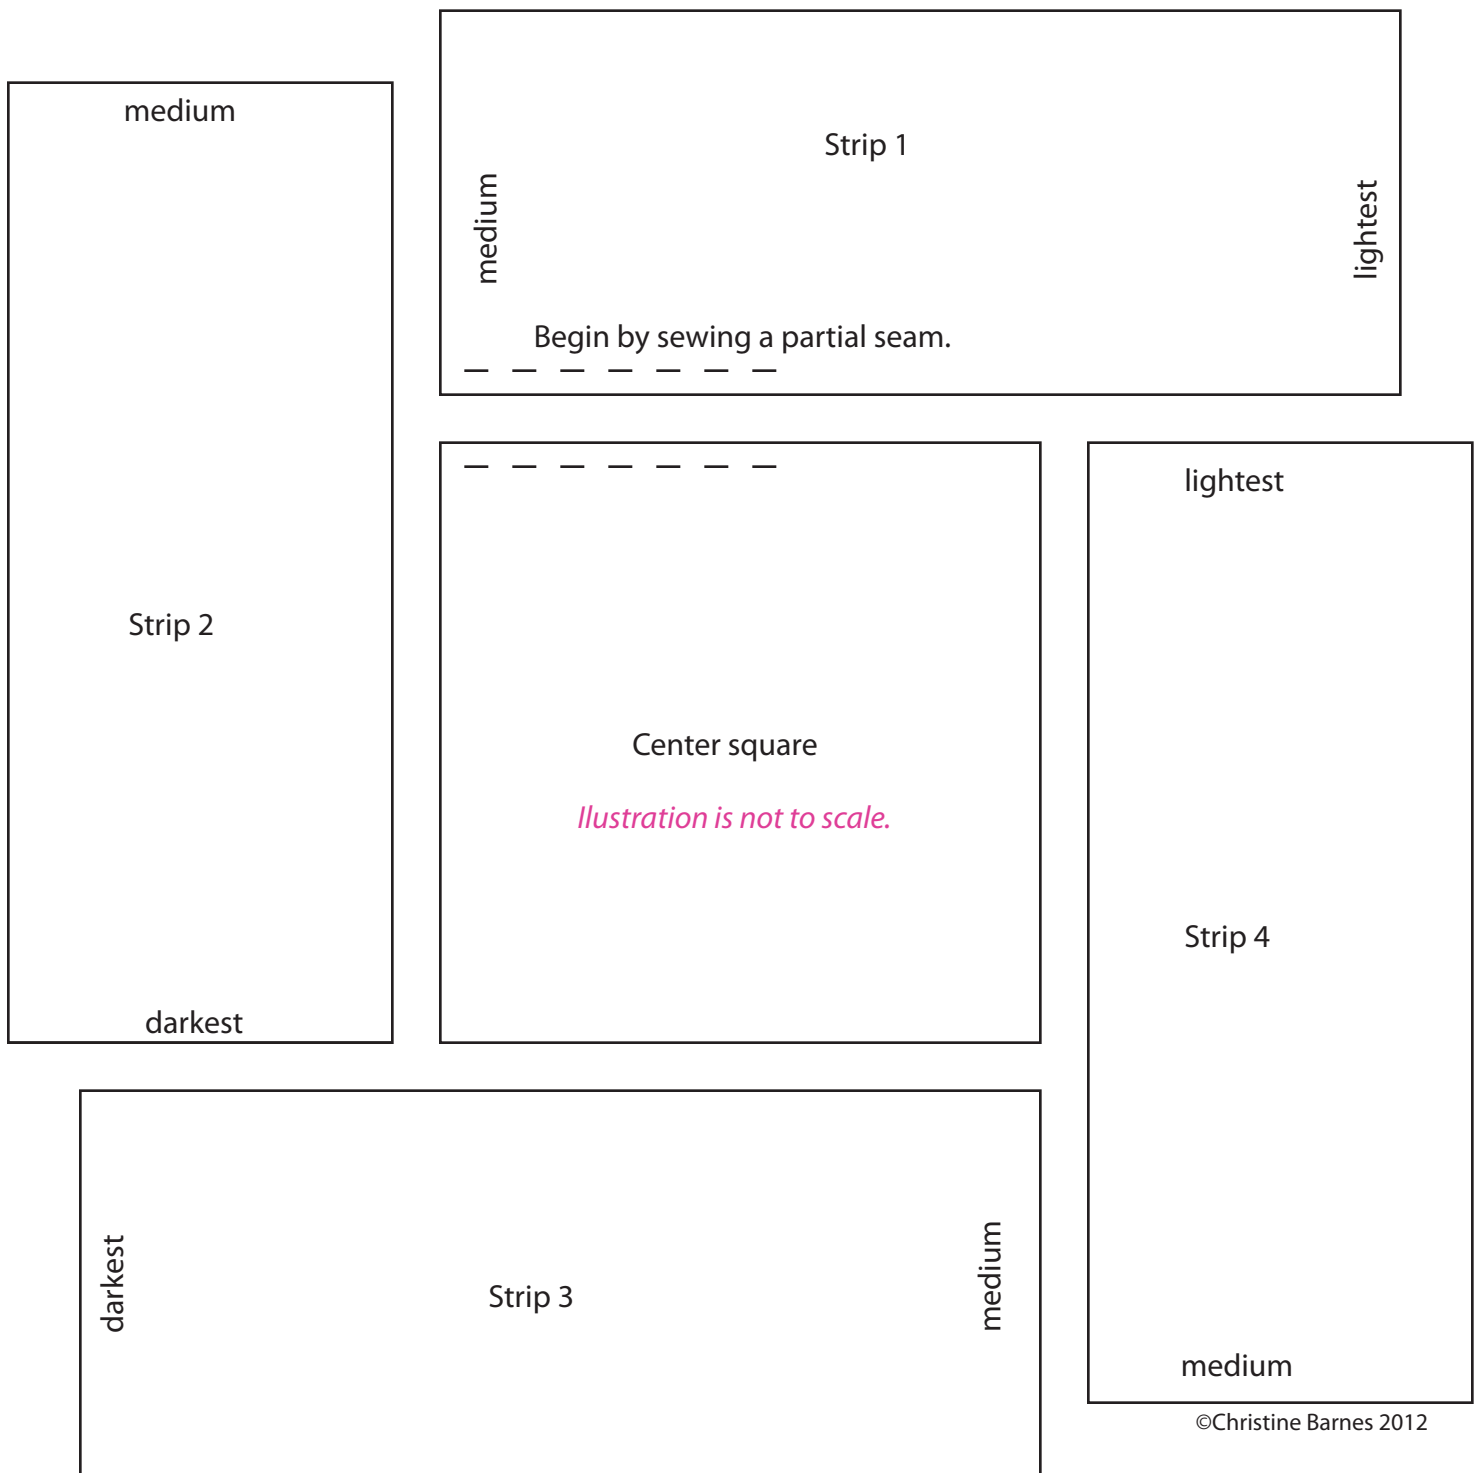 medium
Strip 1
medium
lightest
Begin by sewing a partial seam.
lightest
Strip 2
Center square
Ilustration is not to scale.
Strip 4
darkest
darkest
Strip 3
medium
medium
©Christine Barnes 2012